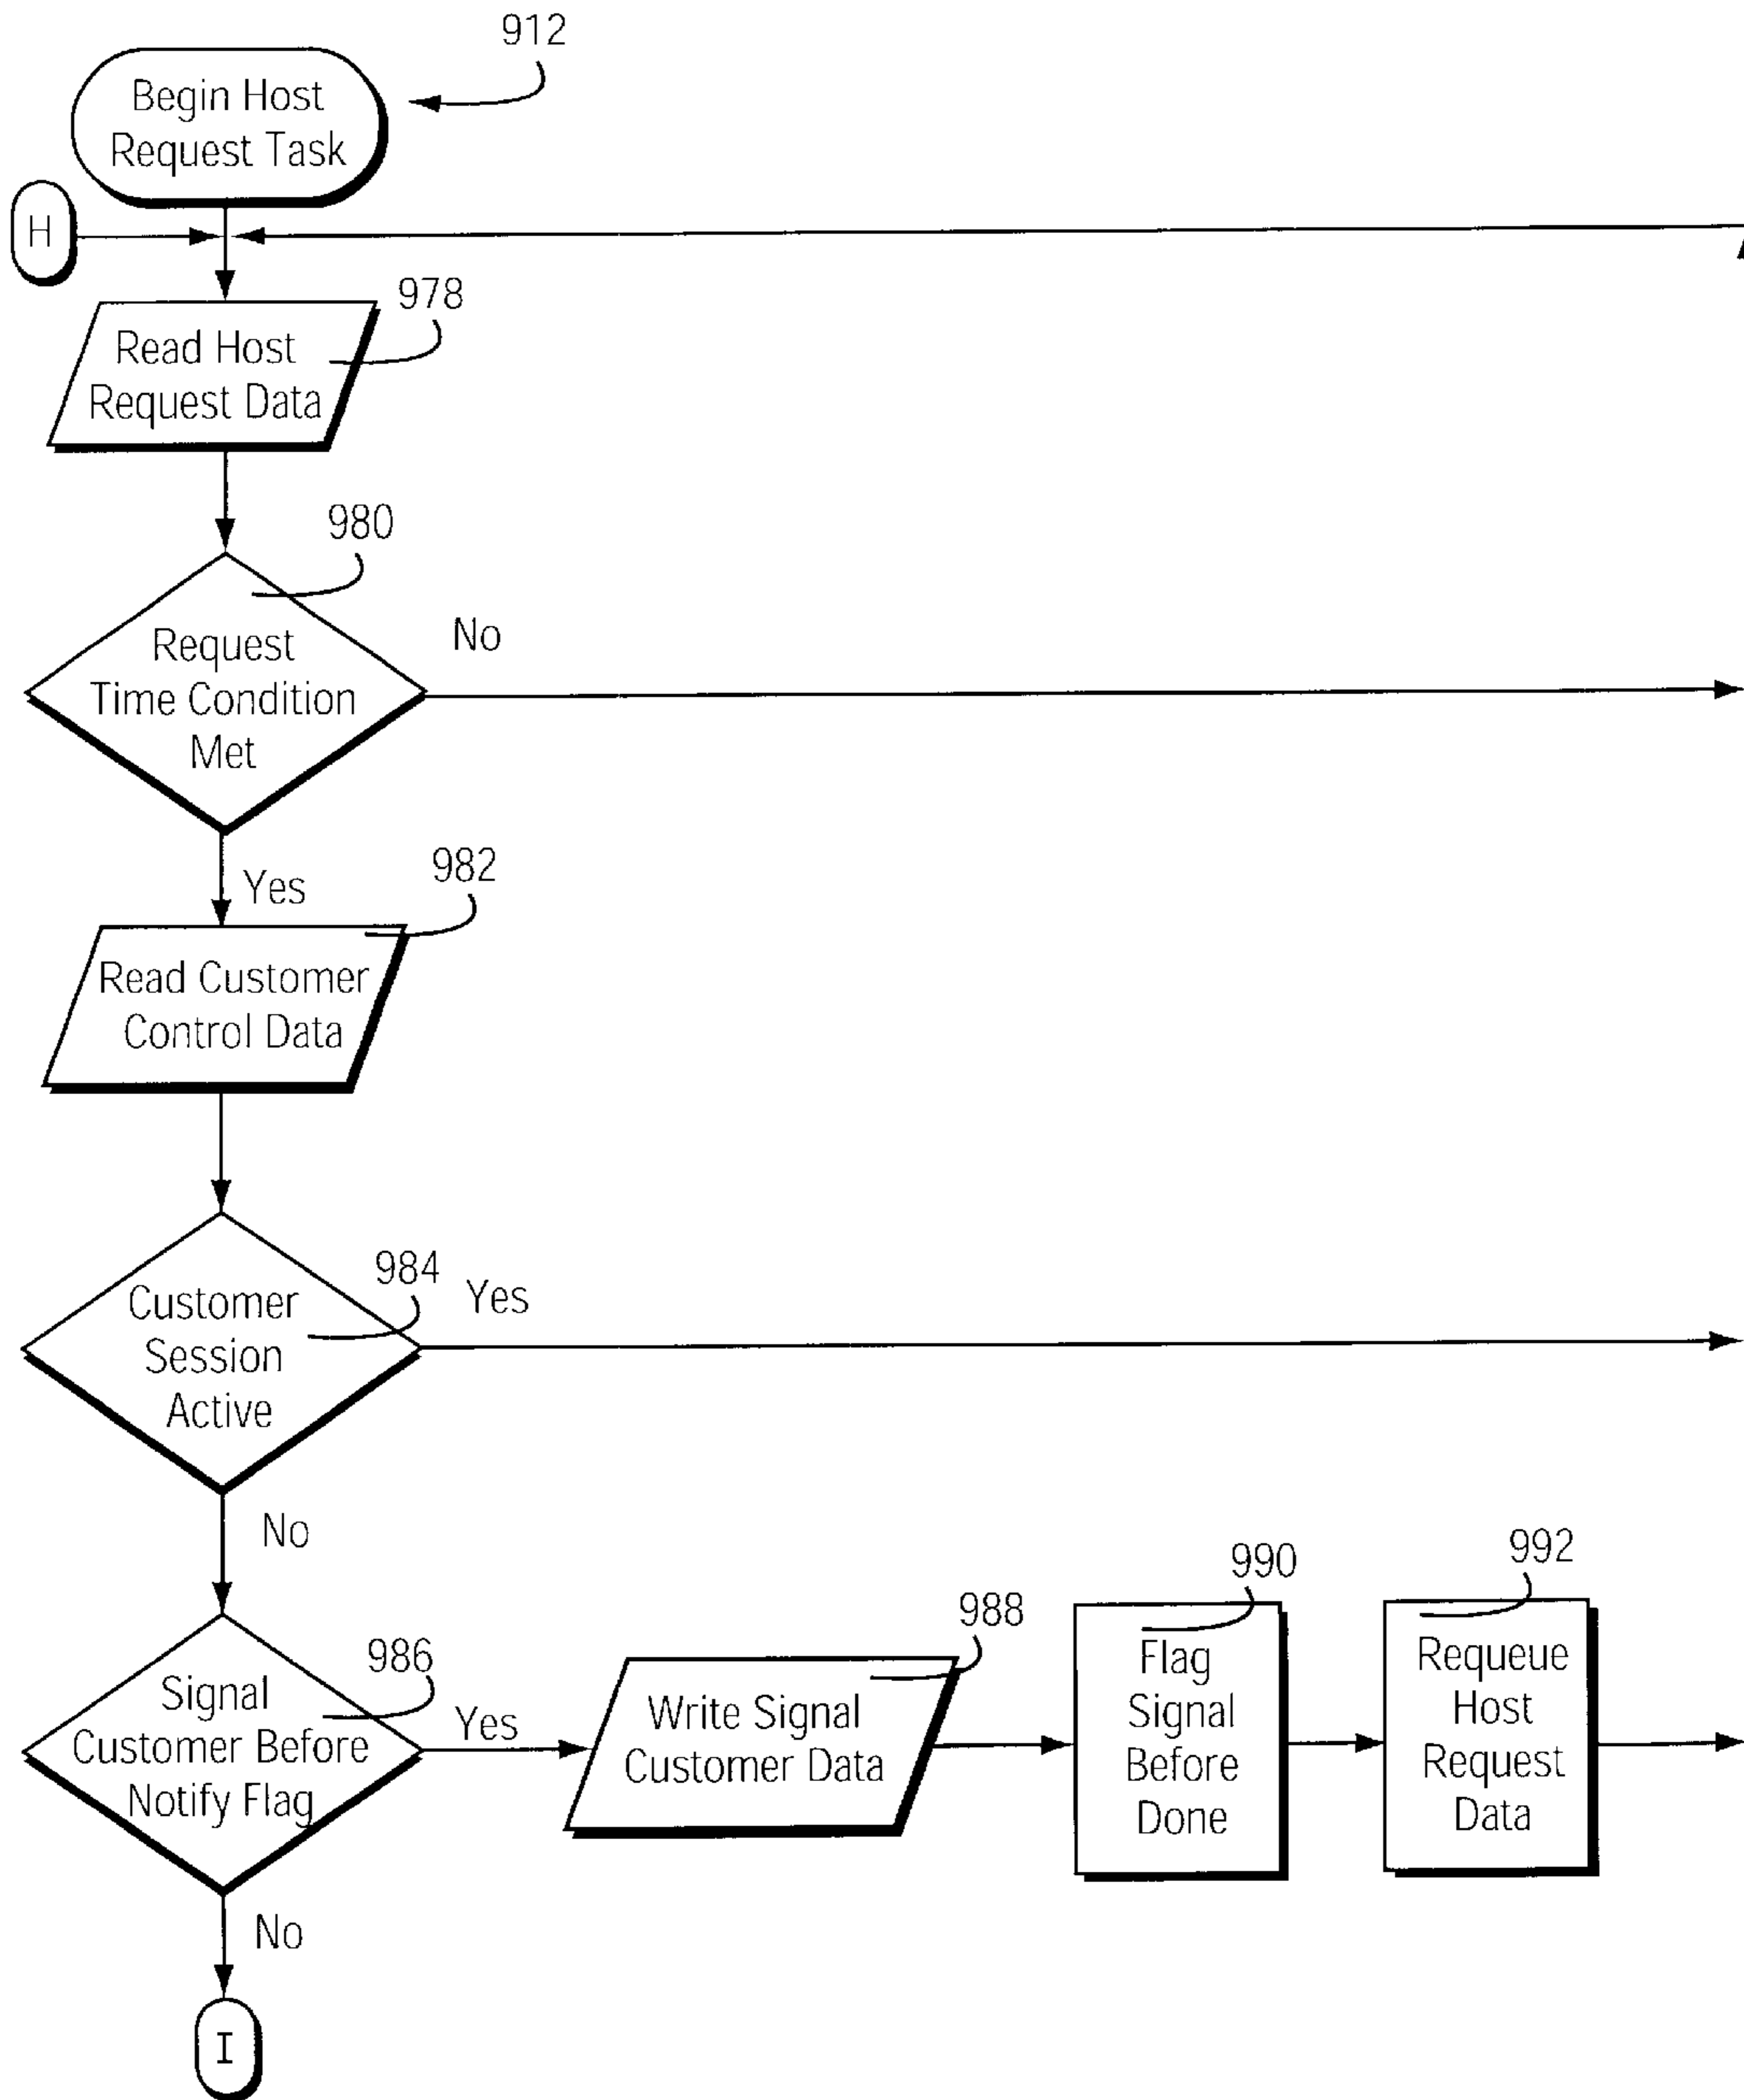 912
Begin Host
Request Task
H
978
Read Host
Request Data
980
Request
Time Condition
Met
No
Yes
982
Read Customer
Control Data
984
Customer
Session
Active
Yes
No
986
Signal
Customer Before
Notify Flag
Yes
988
Write Signal
Customer Data
990
Flag
Signal
Before
Done
992
Requeue
Host
Request
Data
No
I